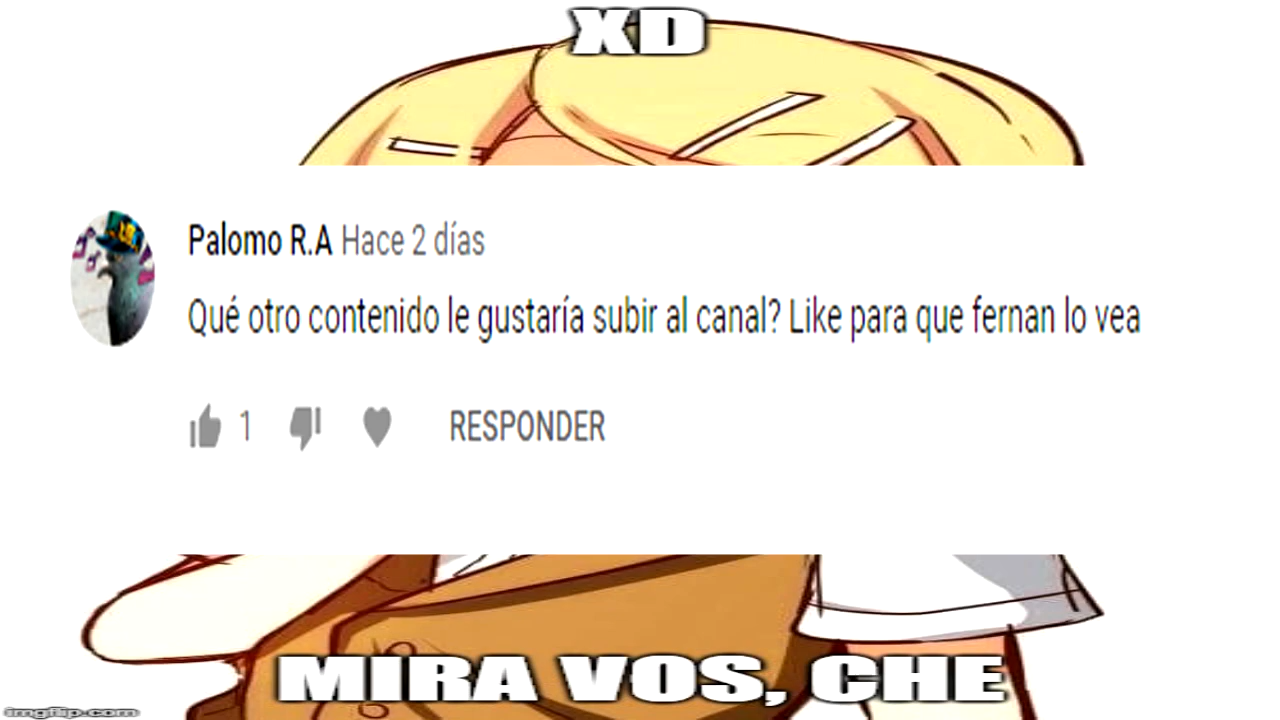 XD
Palomo R.A Hace 2 días
Qué otro contenido le gustaría subir al canal? Like para que fernan lo vea
1 RESPONDER
MIRA VOS, CHE
imgflip.com